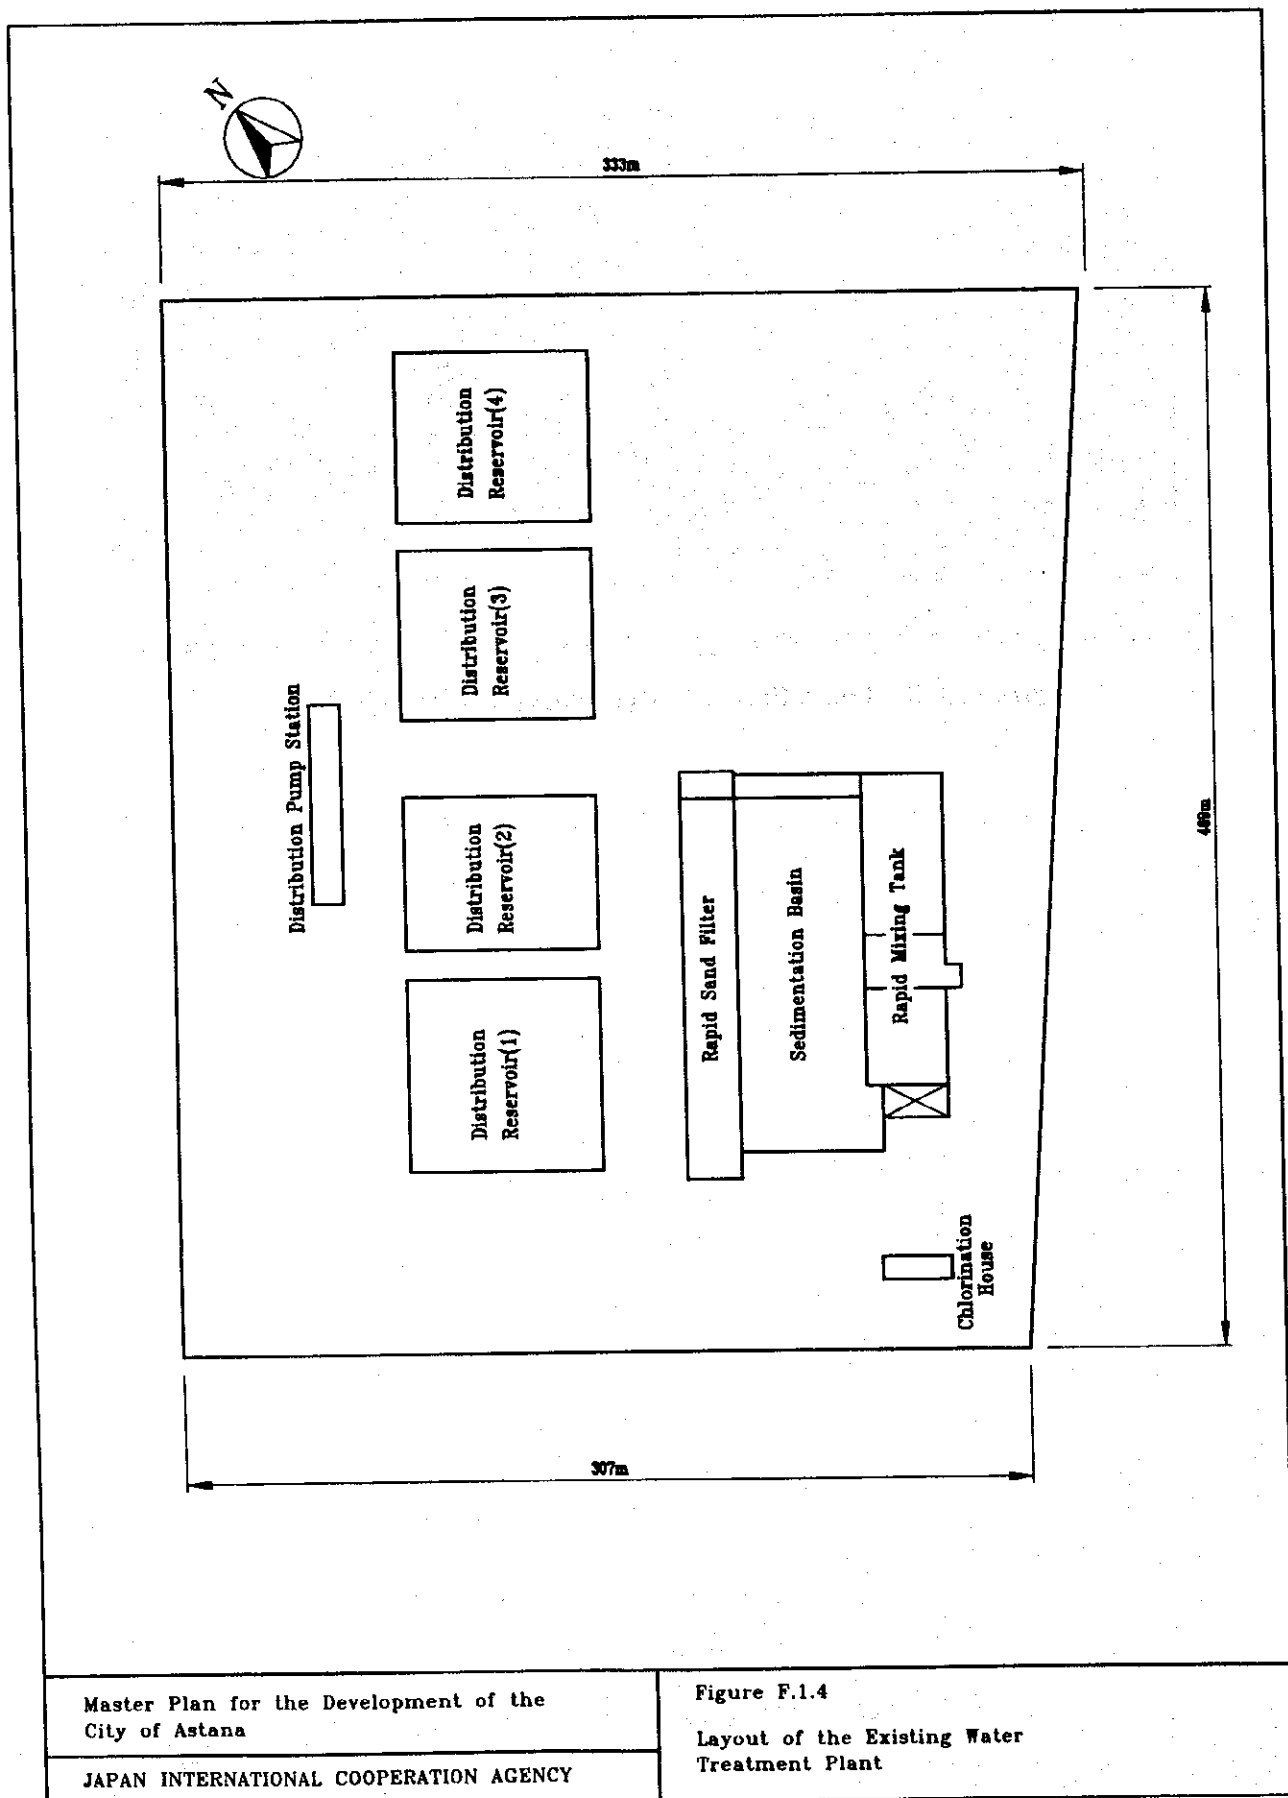 N
333m
Distribution
Reservoir(4)
Distribution
Reservoir(3)
Distribution Pump Station
Distribution
Reservoir(2)
Distribution
Reservoir(1)
Rapid Sand Filter
Sedimentation Basin
Rapid Mixing Tank
Chlorination
House
307m
Master Plan for the Development of the
City of Astana
JAPAN INTERNATIONAL COOPERATION AGENCY
Figure F.1.4
Layout of the Existing Water
Treatment Plant